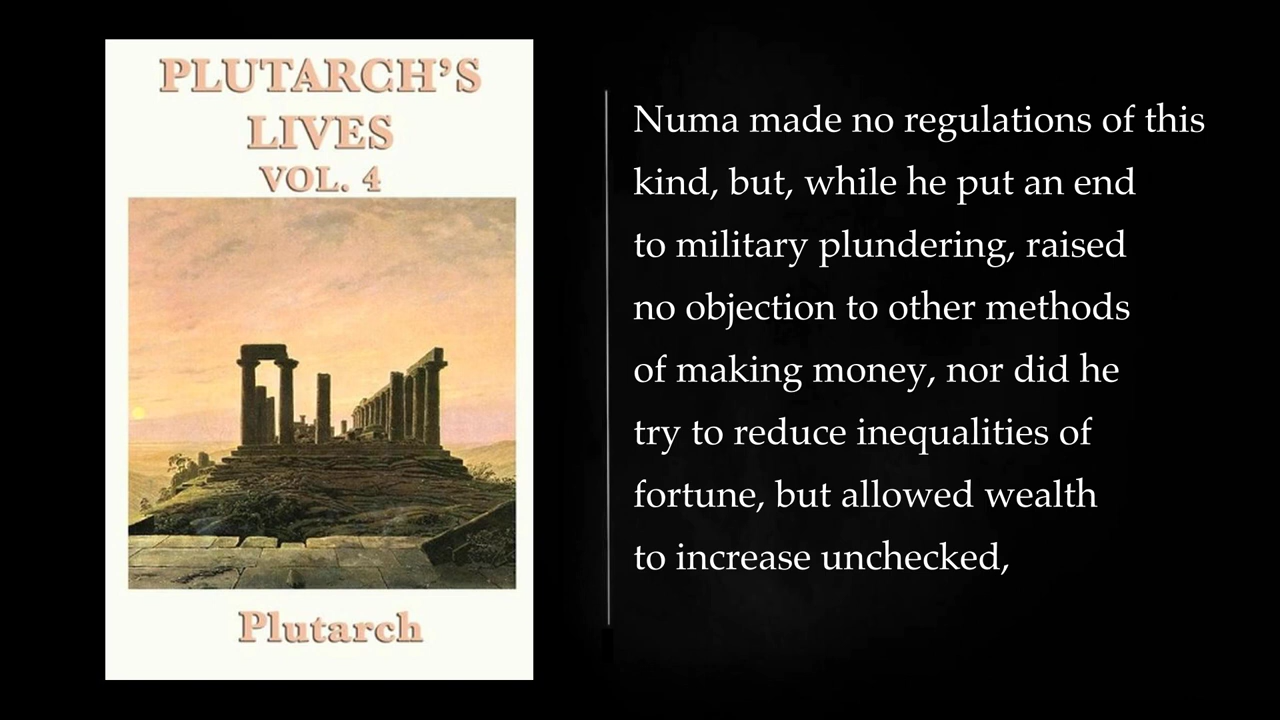 PLUTARCH'S
LIVES
VOL. 4
Plutarch
Numa made no regulations of this
kind, but, while he put an end
to military plundering, raised
no objection to other methods
of making money, nor did he
try to reduce inequalities of
fortune, but allowed wealth
to increase unchecked,